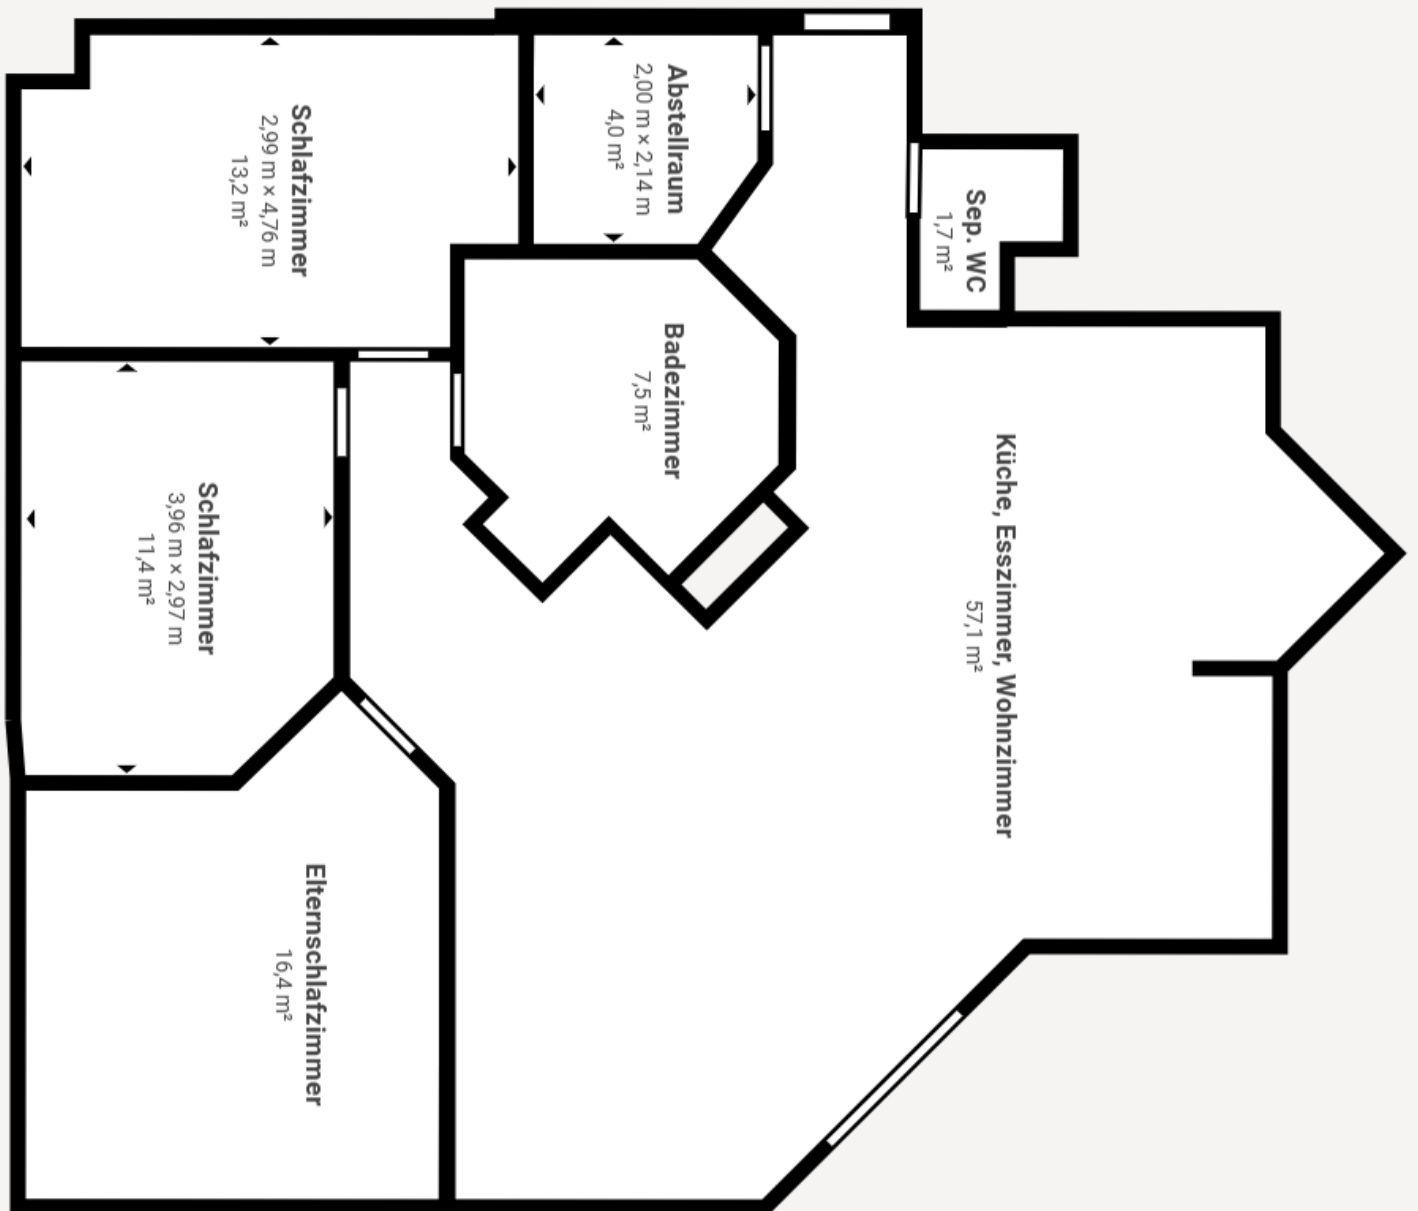 Schlafzimmer
2,99 m × 4,76 m
13,2 m²
Abstellraum
2,00 m × 2,14 m
4,0 m²
Sep. WC
1,7 m²
Badezimmer
7,5 m²
Küche, Esszimmer, Wohnzimmer
57,1 m²
Schlafzimmer
3,96 m × 2,97 m
11,4 m²
Elternschlafzimmer
16,4 m²